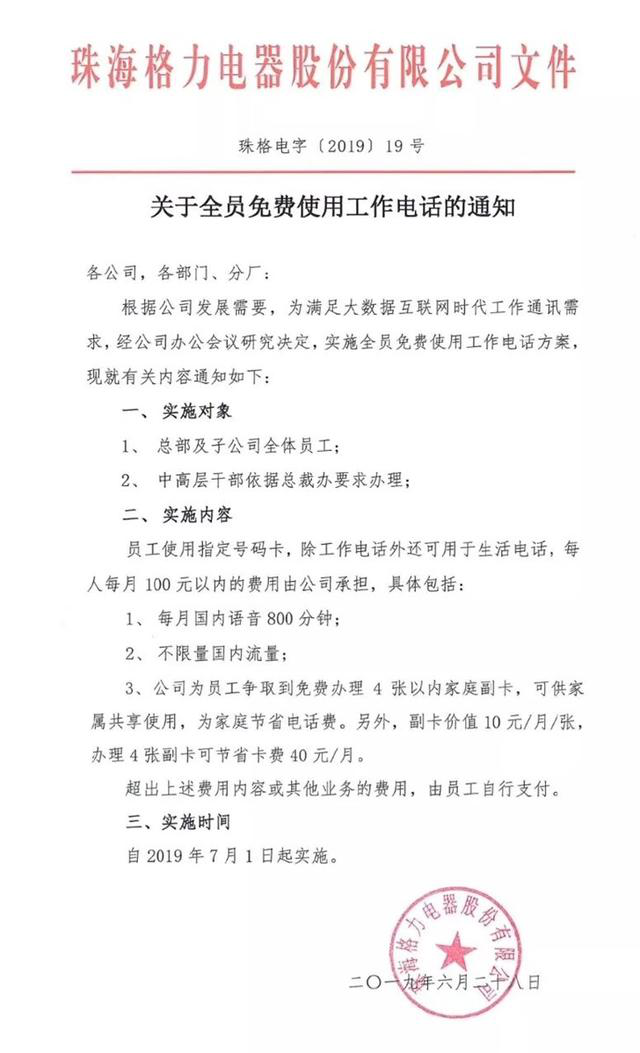 珠海格力电器股份有限公司文件
珠格电字〔2019〕19号
关于全员免费使用工作电话的通知
各公司，各部门、分厂：
根据公司发展需要，为满足大数据互联网时代工作通讯需
求，经公司办公会议研究决定，实施全员免费使用工作电话方案，
现就有关内容通知如下：
一、 实施对象
1、 总部及子公司全体员工；
2、 中高层干部依据总裁办要求办理；
二、 实施内容
员工使用指定号码卡，除工作电话外还可用于生活电话，每
人每月 100 元以内的费用由公司承担，具体包括：
1、 每月国内语音 800 分钟；
2、 不限量国内流量；
3、公司为员工争取到免费办理 4 张以内家庭副卡，可供家
属共享使用，为家庭节省电话费。另外，副卡价值 10 元/月/张，
办理 4 张副卡可节省卡费 40 元/月。
超出上述费用内容或其他业务的费用，由员工自行支付。
三、实施时间
自 2019 年 7 月 1 日起实施。
珠海格力电器股份有限公司
二〇一九年六月二十八日